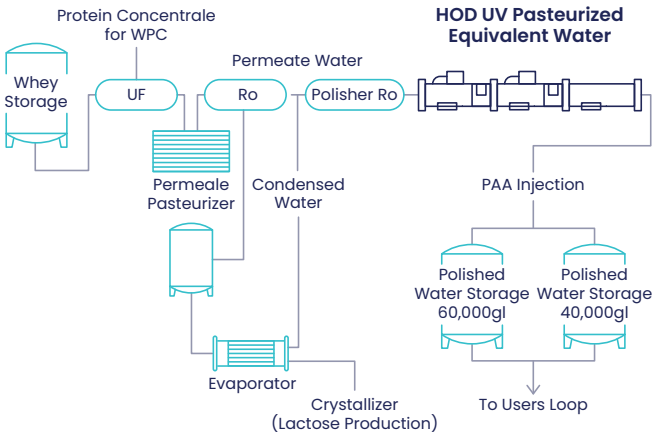 Protein Concentrale
for WPC
HOD UV Pasteurized
Equivalent Water
Permeate Water
Whey
Storage
UF
Ro
Polisher Ro
Permeale
Pasteurizer
Condensed
Water
PAA Injection
Polished
Water Storage
60,000gl
Polished
Water Storage
40,000gl
Evaporator
Crystallizer
(Lactose Production)
To Users Loop